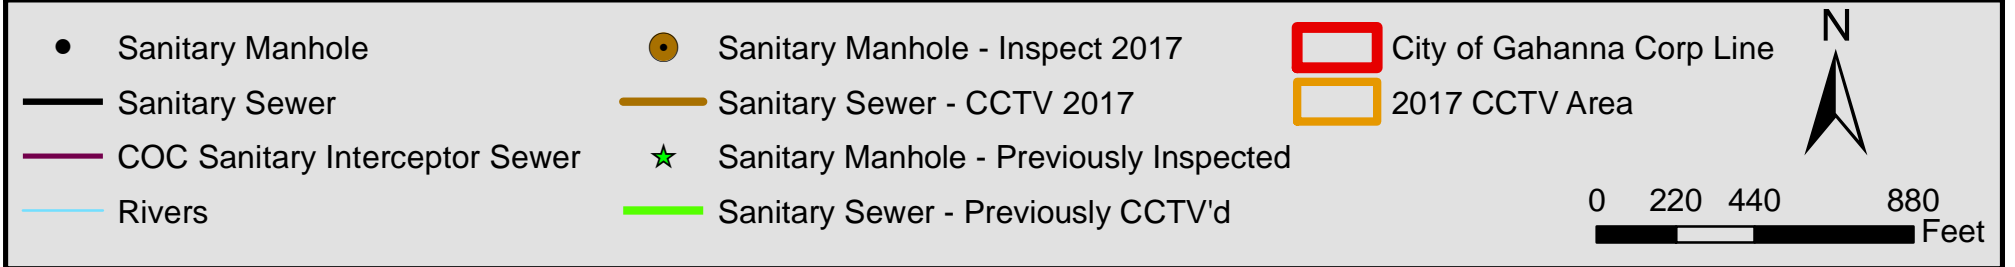 Sanitary Manhole
Sanitary Sewer
COC Sanitary Interceptor Sewer
Rivers
Sanitary Manhole - Inspect 2017
Sanitary Sewer - CCTV 2017
Sanitary Manhole - Previously Inspected
Sanitary Sewer - Previously CCTV'd
City of Gahanna Corp Line
2017 CCTV Area
N
0 220 440 880
Feet